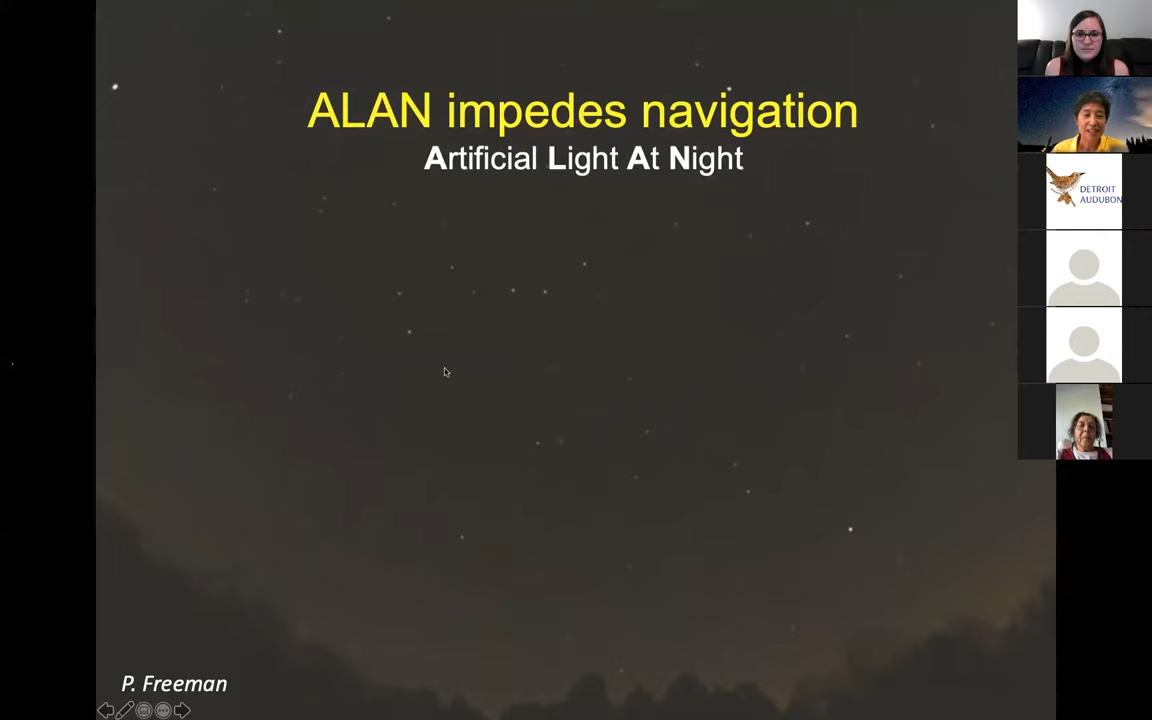 ALAN impedes navigation
Artificial Light At Night
DETROIT
AUDUBON
P. Freeman